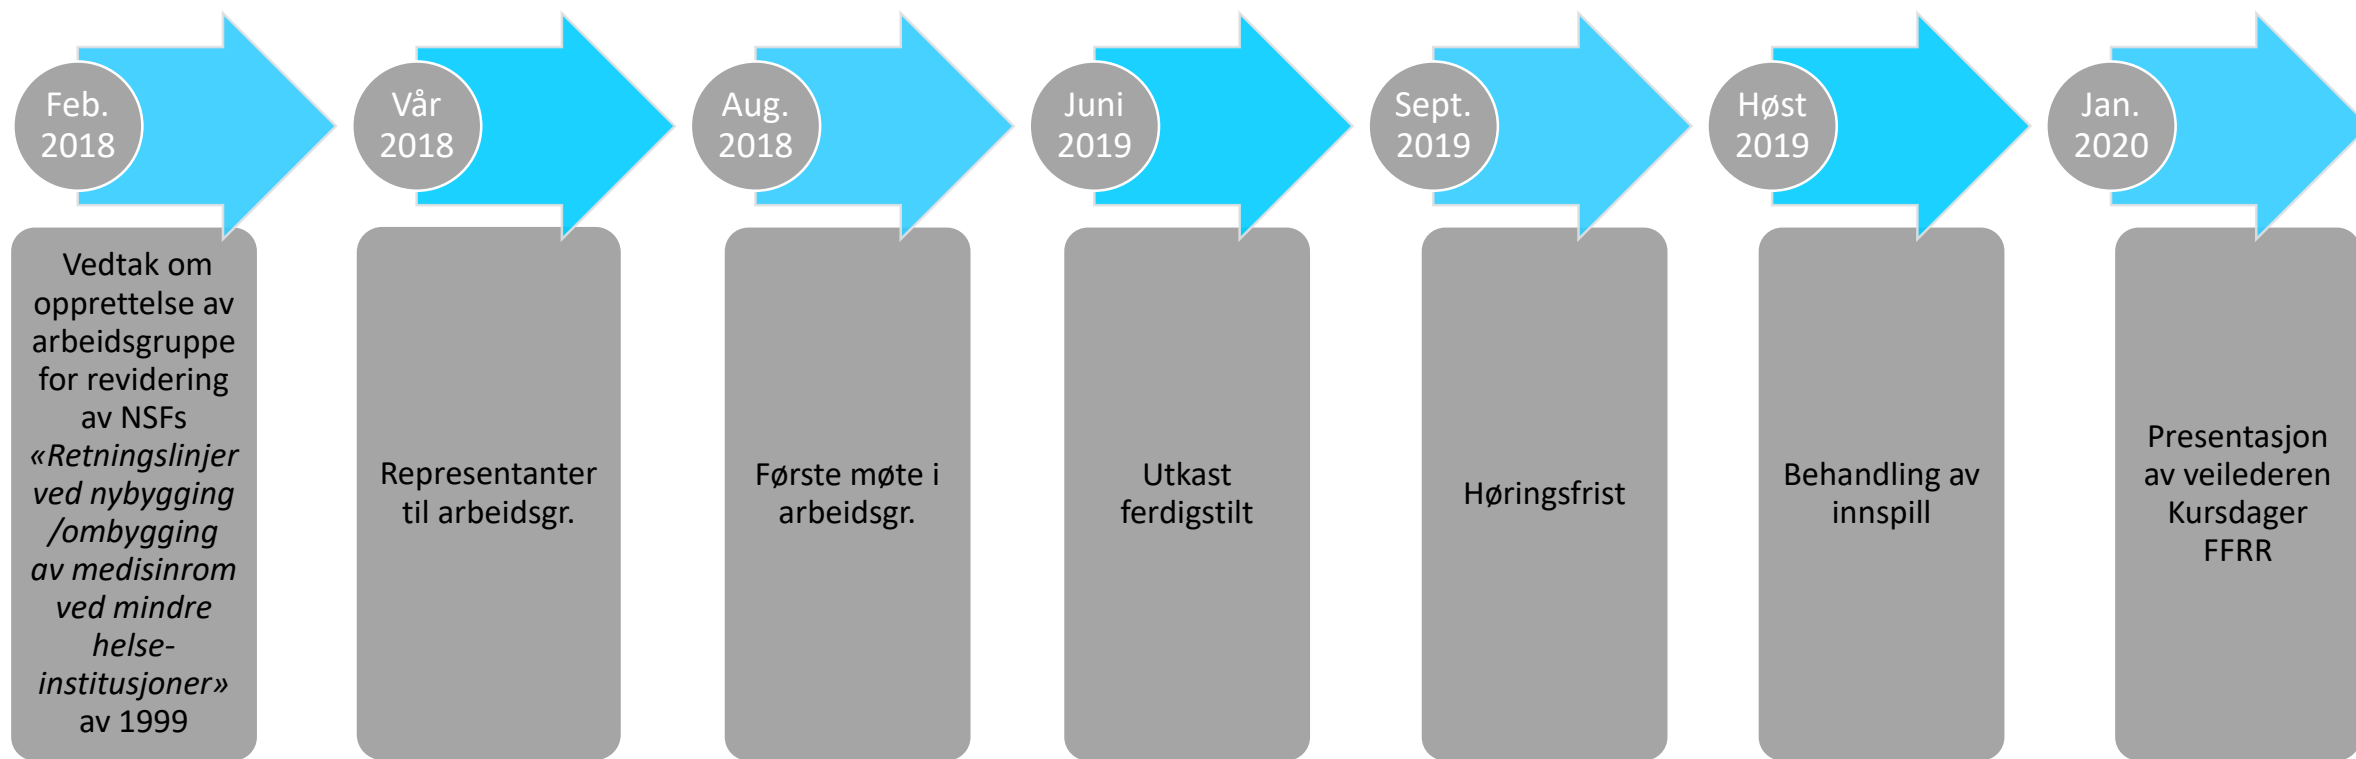 Feb.
2018
Vår
2018
Aug.
2018
Juni
2019
Sept.
2019
Høst
2019
Jan.
2020
Vedtak om
opprettelse av
arbeidsgruppe
for revidering
av NSFs
«Retningslinjer
ved nybygging
/ombygging
av medisinrom
ved mindre
helse-
institusjoner»
av 1999
Representanter
til arbeidsgr.
Første møte i
arbeidsgr.
Utkast
ferdigstilt
Høringsfrist
Behandling av
innspill
Presentasjon
av veilederen
Kursdager
FFRR